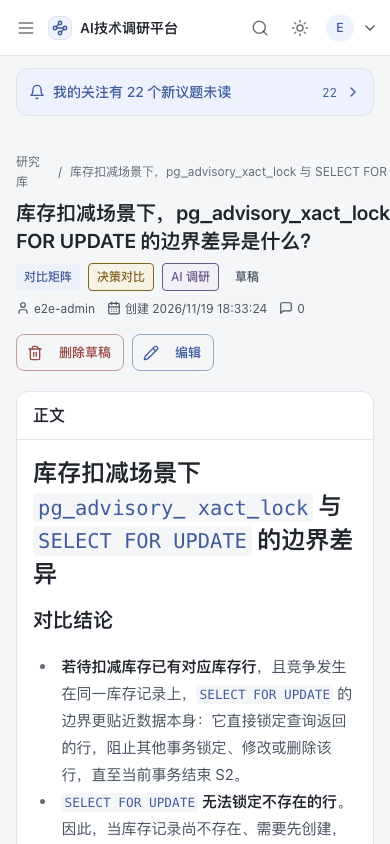 AI技术调研平台
E
我的关注有 22 个新议题未读
22
研究库 / 库存扣减场景下，pg_advisory_xact_lock 与 SELECT FOR
库存扣减场景下，pg_advisory_xact_lock
FOR UPDATE 的边界差异是什么?
对比矩阵 决策对比 AI 调研 草稿
e2e-admin 创建 2026/11/19 18:33:24 0
删除草稿 编辑
正文
库存扣减场景下
pg_advisory_ xact_lock 与
SELECT FOR UPDATE 的边界差
异
对比结论
若待扣减库存已有对应库存行，且竞争发生
在同一库存记录上，SELECT FOR UPDATE 的
边界更贴近数据本身：它直接锁定查询返回
的行，阻止其他事务锁定、修改或删除该
行，直至当前事务结束 S2。
SELECT FOR UPDATE 无法锁定不存在的行。
因此，当库存记录尚不存在、需要先创建，